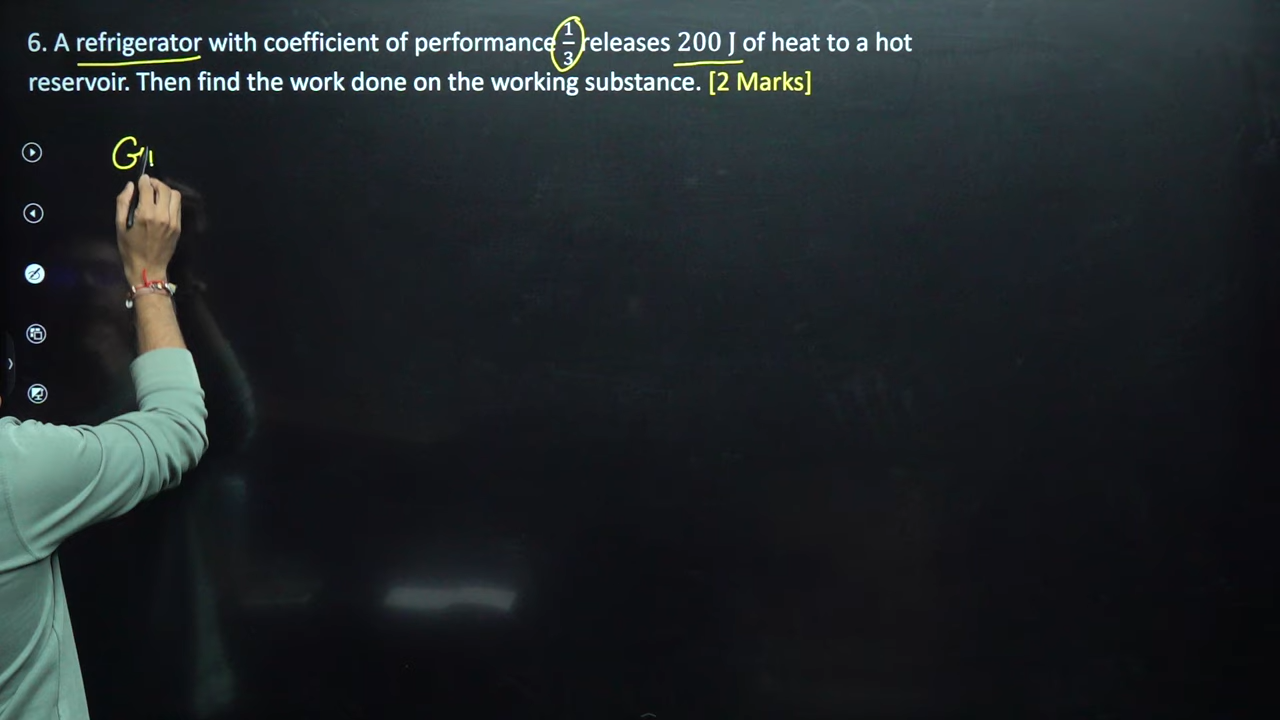 6. A refrigerator with coefficient of performance 1/3 releases 200 J of heat to a hot
reservoir. Then find the work done on the working substance. [2 Marks]
G